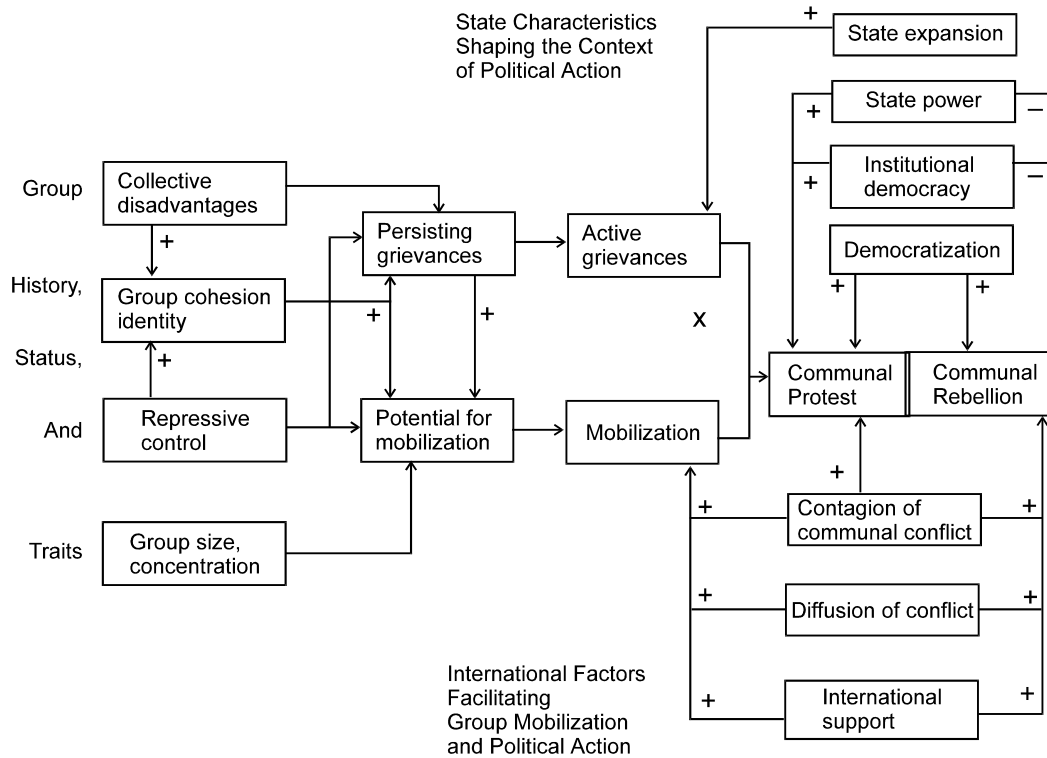 State Characteristics
Shaping the Context
of Political Action
+
State expansion
State power
+
–
Institutional
democracy
+
–
Democratization
+
+
Group
History,
Status,
And
Traits
Collective
disadvantages
+
Group cohesion
identity
+
+
Repressive
control
Group size,
concentration
Persisting
grievances
+
Potential for
mobilization
Active
grievances
x
Mobilization
Communal
Protest
Communal
Rebellion
+
+
Contagion of
communal conflict
+
+
Diffusion of conflict
+
+
International
support
+
International Factors
Facilitating
Group Mobilization
and Political Action